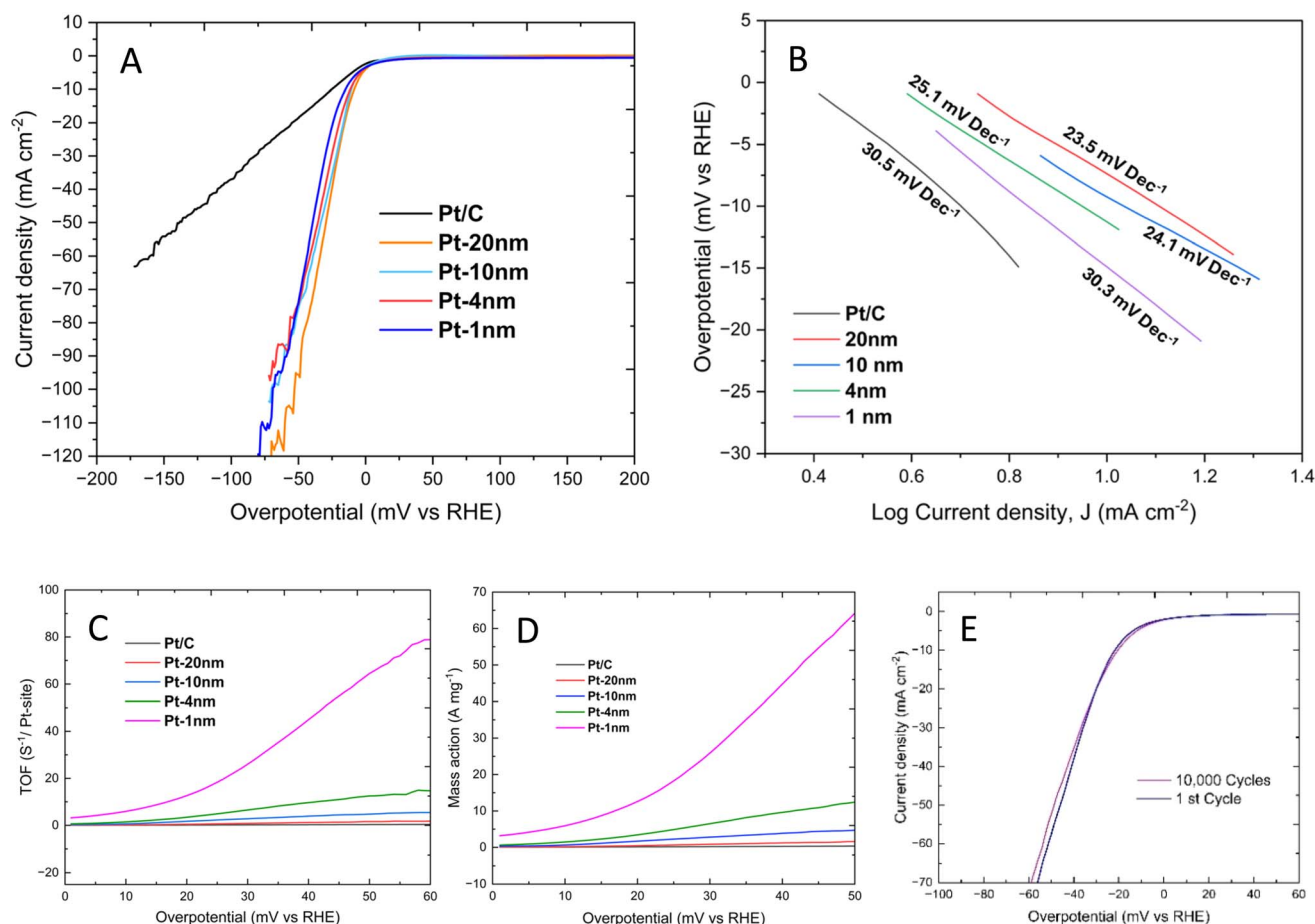 A
10
0
−10
−20
−30
−40
−50
−60
−70
−80
−90
−100
−110
−120
−200
−150
−100
−50
0
50
100
150
200
Current density (mA cm⁻²)
Overpotential (mV vs RHE)
Pt/C
Pt-20nm
Pt-10nm
Pt-4nm
Pt-1nm
B
5
0
−5
−10
−15
−20
−25
−30
0.4
0.6
0.8
1.0
1.2
1.4
Overpotential (mV vs RHE)
Log Current density, J (mA cm⁻²)
25.1 mV Dec⁻¹
23.5 mV Dec⁻¹
30.5 mV Dec⁻¹
24.1 mV Dec⁻¹
30.3 mV Dec⁻¹
Pt/C
20nm
10 nm
4nm
1 nm
C
100
80
60
40
20
0
−20
0
10
20
30
40
50
60
TOF (S⁻¹/ Pt-site)
Overpotential (mV vs RHE)
Pt/C
Pt-20nm
Pt-10nm
Pt-4nm
Pt-1nm
D
70
60
50
40
30
20
10
0
−10
0
10
20
30
40
50
Mass action (A mg⁻¹)
Overpotential (mV vs RHE)
Pt/C
Pt-20nm
Pt-10nm
Pt-4nm
Pt-1nm
E
0
−10
−20
−30
−40
−50
−60
−70
−100
−80
−60
−40
−20
0
20
40
60
Current density (mA cm⁻²)
Overpotential (mV vs RHE)
10,000 Cycles
1 st Cycle